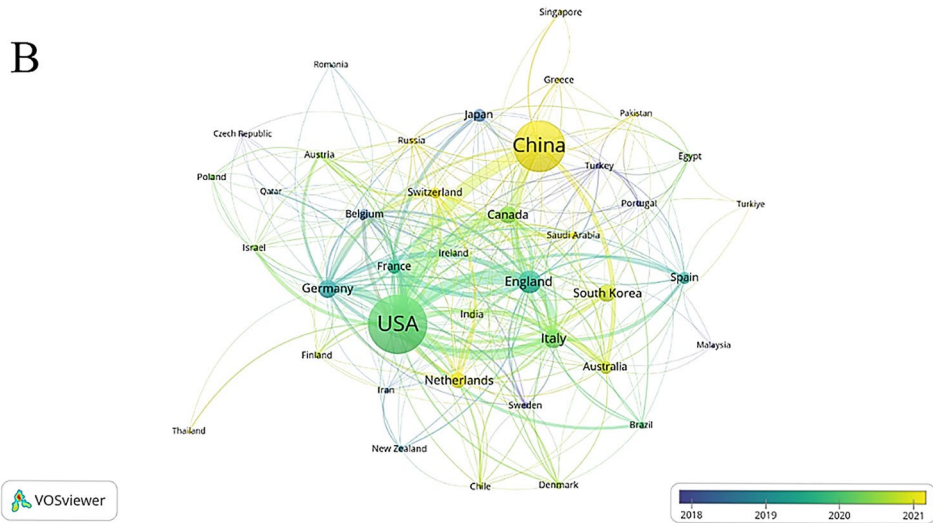 B
Singapore
Romania
Greece
Japan
Pakistan
Czech Republic
Russia
China
Austria
Egypt
Turkey
Poland
Qatar
Switzerland
Portugal
Turkiye
Belgium
Canada
Saudi Arabia
Israel
Ireland
France
Spain
England
Germany
South Korea
India
USA
Italy
Malaysia
Finland
Australia
Netherlands
Iran
Sweden
Brazil
Thailand
New Zealand
Chile
Denmark
VOSviewer
2018 2019 2020 2021